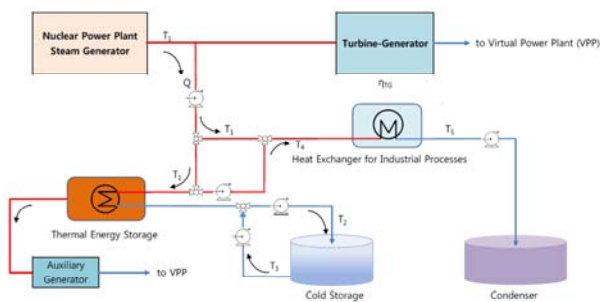 Nuclear Power Plant
Steam Generator
T1
Turbine-Generator
to Virtual Power Plant (VPP)
Q
ηTG
T1
T4
T5
Heat Exchanger for Industrial Processes
T1
Thermal Energy Storage
T2
T3
Auxiliary
Generator
to VPP
Cold Storage
Condenser